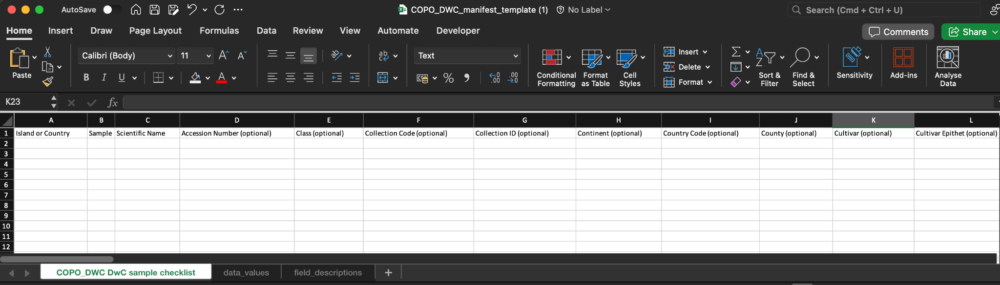 AutoSave
COPO_DWC_manifest_template (1)
No Label
Search (Cmd + Ctrl + U)
Home Insert Draw Page Layout Formulas Data Review View Automate Developer
Comments
Share
Paste
Calibri (Body)
11
B I U
A
ab
Text
Conditional Formatting
Format as Table
Cell Styles
Insert
Delete
Format
Sort & Filter
Find & Select
Sensitivity
Add-ins
Analyse Data
K23
fx
A B C D E F G H I J K L
1 Island or Country Sample Scientific Name Accession Number (optional) Class (optional) Collection Code (optional) Collection ID (optional) Continent (optional) Country Code (optional) County (optional) Cultivar (optional) Cultivar Epithet (optional)
2
3
4
5
6
7
8
9
10
11
12
COPO_DWC DwC sample checklist data_values field_descriptions +